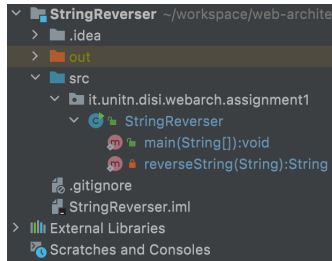 StringReverser ~/workspace/web-archite
.idea
out
src
it.unitn.disi.webarch.assignment1
StringReverser
main(String[]):void
reverseString(String):String
.gitignore
StringReverser.iml
External Libraries
Scratches and Consoles